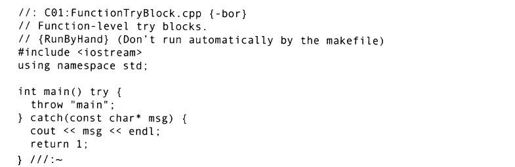 //: C01:FunctionTryBlock.cpp {-bor}
// Function-level try blocks.
// {RunByHand} (Don't run automatically by the makefile)
#include <iostream>
using namespace std;

int main() try {
  throw "main";
} catch(const char* msg) {
  cout << msg << endl;
  return 1;
} ///:~